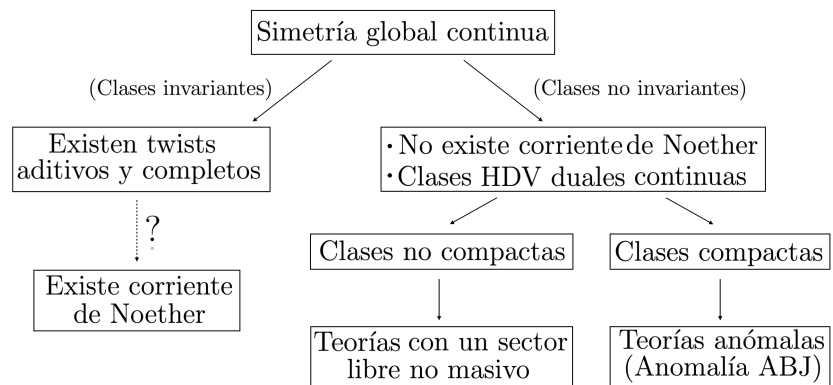 Simetría global continua
(Clases invariantes)
(Clases no invariantes)
Existen twists
aditivos y completos
· No existe corriente de Noether
· Clases HDV duales continuas
?
Clases no compactas
Clases compactas
Existe corriente
de Noether
Teorías con un sector
libre no masivo
Teorías anómalas
(Anomalía ABJ)